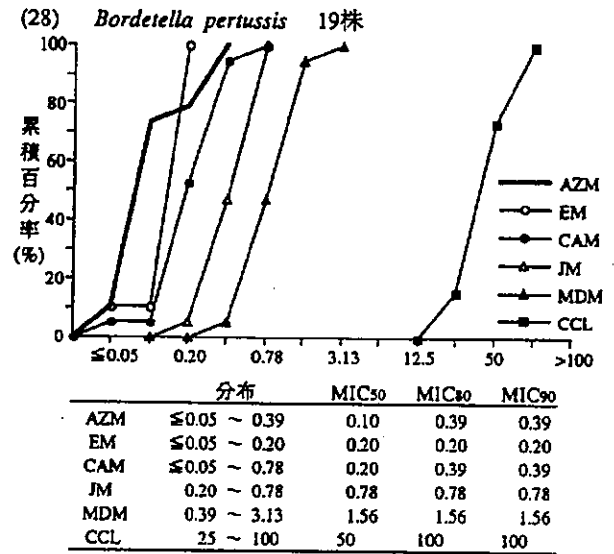 (28) Bordetella pertussis 19株
累積百分率(%)
100
80
60
40
20
0
≦0.05 0.20 0.78 3.13 12.5 50 >100
AZM
EM
CAM
JM
MDM
CCL
分布 MIC50 MIC80 MIC90
AZM ≦0.05 ~ 0.39 0.10 0.39 0.39
EM ≦0.05 ~ 0.20 0.20 0.20 0.20
CAM ≦0.05 ~ 0.78 0.20 0.39 0.39
JM 0.20 ~ 0.78 0.78 0.78 0.78
MDM 0.39 ~ 3.13 1.56 1.56 1.56
CCL 25 ~ 100 50 100 100